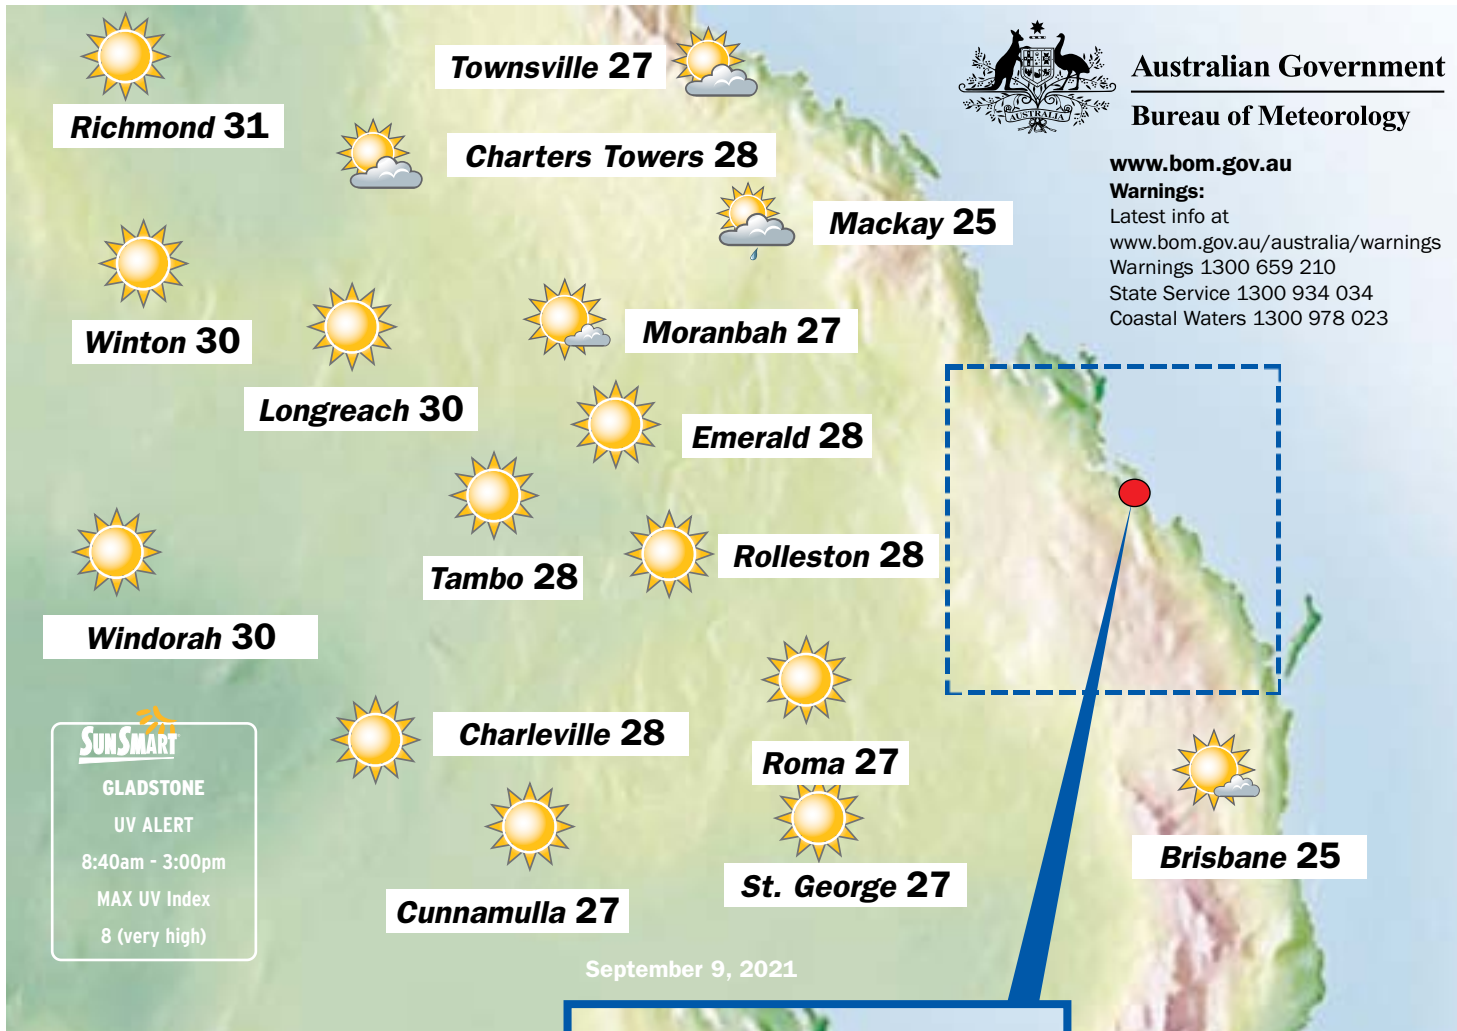 Townsville 27
Richmond 31
Charters Towers 28
Mackay 25
Winton 30
Moranbah 27
Longreach 30
Emerald 28
Tambo 28
Rolleston 28
Windorah 30
Charleville 28
Roma 27
St. George 27
Cunnamulla 27
Brisbane 25
AUSTRALIA
Australian Government
Bureau of Meteorology
www.bom.gov.au
Warnings:
Latest info at
www.bom.gov.au/australia/warnings
Warnings 1300 659 210
State Service 1300 934 034
Coastal Waters 1300 978 023
SUNSMART
GLADSTONE
UV ALERT
8:40am - 3:00pm
MAX UV Index
8 (very high)
September 9, 2021